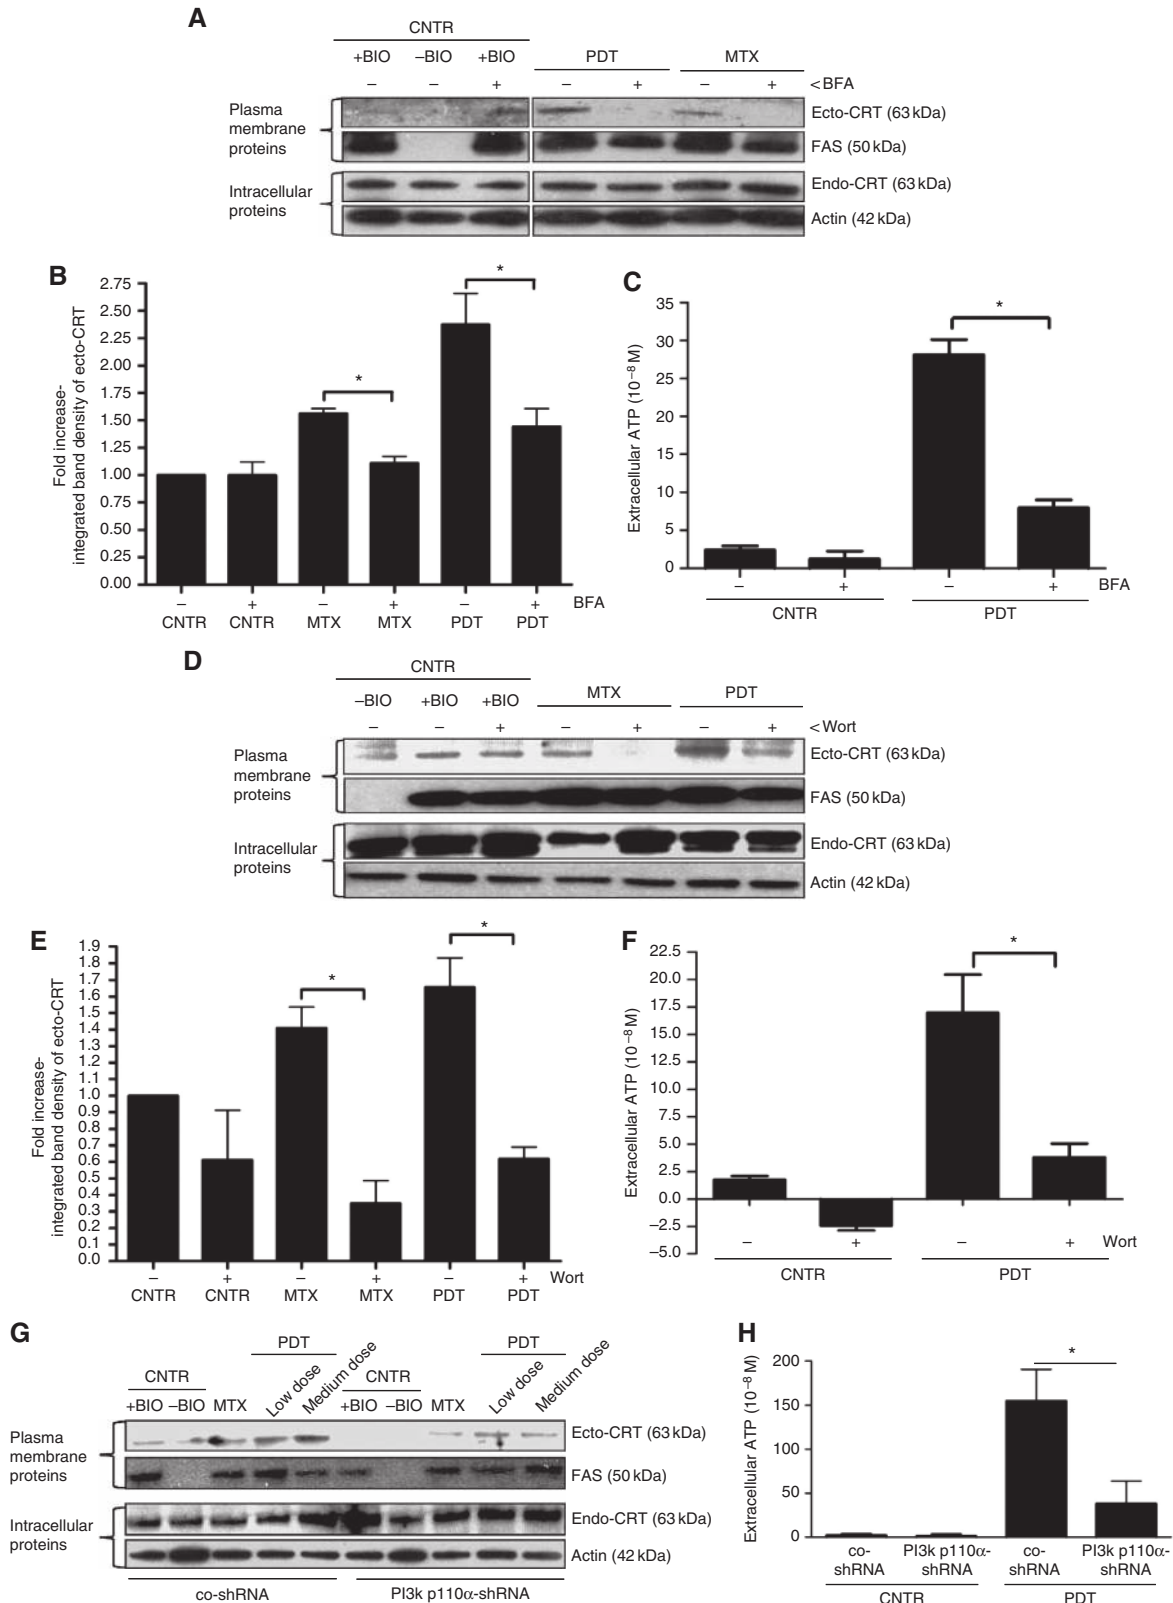 A
CNTR
+BIO –BIO +BIO PDT MTX
– – + – + – + <BFA
Plasma membrane proteins
Ecto-CRT (63 kDa)
FAS (50 kDa)
Intracellular proteins
Endo-CRT (63 kDa)
Actin (42 kDa)
B
Fold increase-
integrated band density of ecto-CRT
2.75
2.50
2.25
2.00
1.75
1.50
1.25
1.00
0.75
0.50
0.25
0.00
* *
– + – + – + BFA
CNTR CNTR MTX MTX PDT PDT
C
Extracellular ATP (10⁻⁸ M)
35
30
25
20
15
10
5
0
*
– + – + BFA
CNTR PDT
D
CNTR
–BIO +BIO +BIO MTX PDT
– – + – + – + <Wort
Plasma membrane proteins
Ecto-CRT (63 kDa)
FAS (50 kDa)
Intracellular proteins
Endo-CRT (63 kDa)
Actin (42 kDa)
E
Fold increase-
integrated band density of ecto-CRT
1.9
1.8
1.7
1.6
1.5
1.4
1.3
1.2
1.1
1.0
0.9
0.8
0.7
0.6
0.5
0.4
0.3
0.2
0.1
0.0
* *
– + – + – + Wort
CNTR CNTR MTX MTX PDT PDT
F
Extracellular ATP (10⁻⁸ M)
22.5
20.0
17.5
15.0
12.5
10.0
7.5
5.0
2.5
0.0
–2.5
–5.0
*
– + – + Wort
CNTR PDT
G
PDT PDT
CNTR CNTR
+BIO –BIO MTX Low dose Medium dose +BIO –BIO MTX Low dose Medium dose
Plasma membrane proteins
Ecto-CRT (63 kDa)
FAS (50 kDa)
Intracellular proteins
Endo-CRT (63 kDa)
Actin (42 kDa)
co-shRNA PI3k p110α-shRNA
H
Extracellular ATP (10⁻⁸ M)
200
150
100
50
0
*
co- PI3k p110α- co- PI3k p110α-
shRNA shRNA shRNA shRNA
CNTR PDT